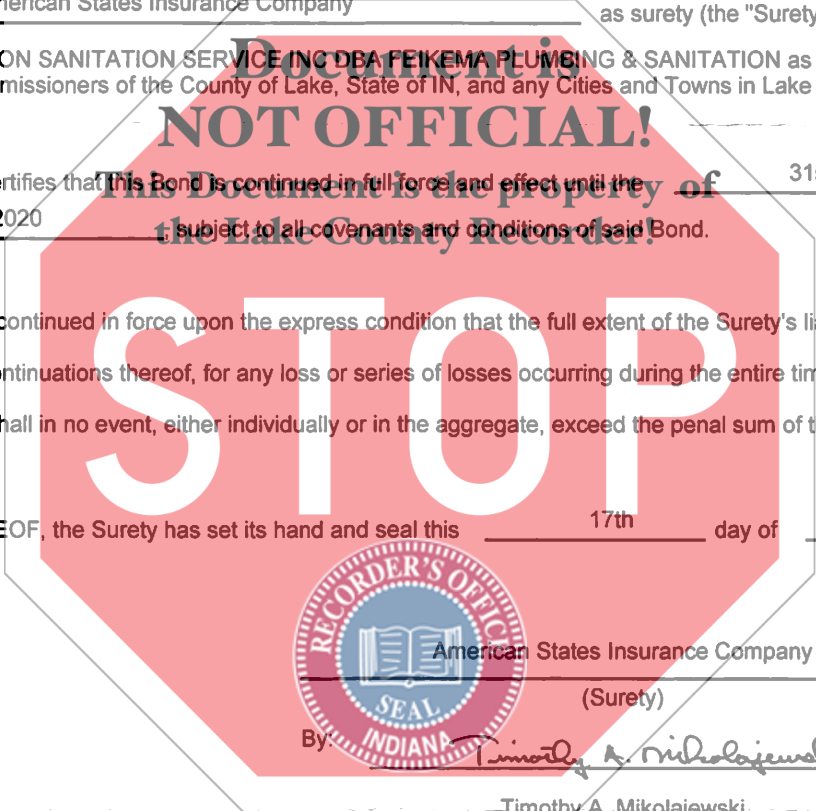 merican States Insurance Company as surety (the "Surety
ON SANITATION SERVICE INC DBA FEIKEMA PLUMBING & SANITATION as
Document is
missioners of the County of Lake, State of IN, and any Cities and Towns in Lake
NOT OFFICIAL!
rtifies that this Bond is continued in full force and effect until the 31s
This Document is the property of
2020 , subject to all covenants and conditions of said Bond.
the Lake County Recorder!
continued in force upon the express condition that the full extent of the Surety's li
ntinuations thereof, for any loss or series of losses occurring during the entire tim
STOP
hall in no event, either individually or in the aggregate, exceed the penal sum of t
EOF, the Surety has set its hand and seal this 17th day of
RECORDER'S OFFICE
SEAL
INDIANA
American States Insurance Company
(Surety)
By: Timothy A. Mikolajews
Timothy A. Mikolajewski